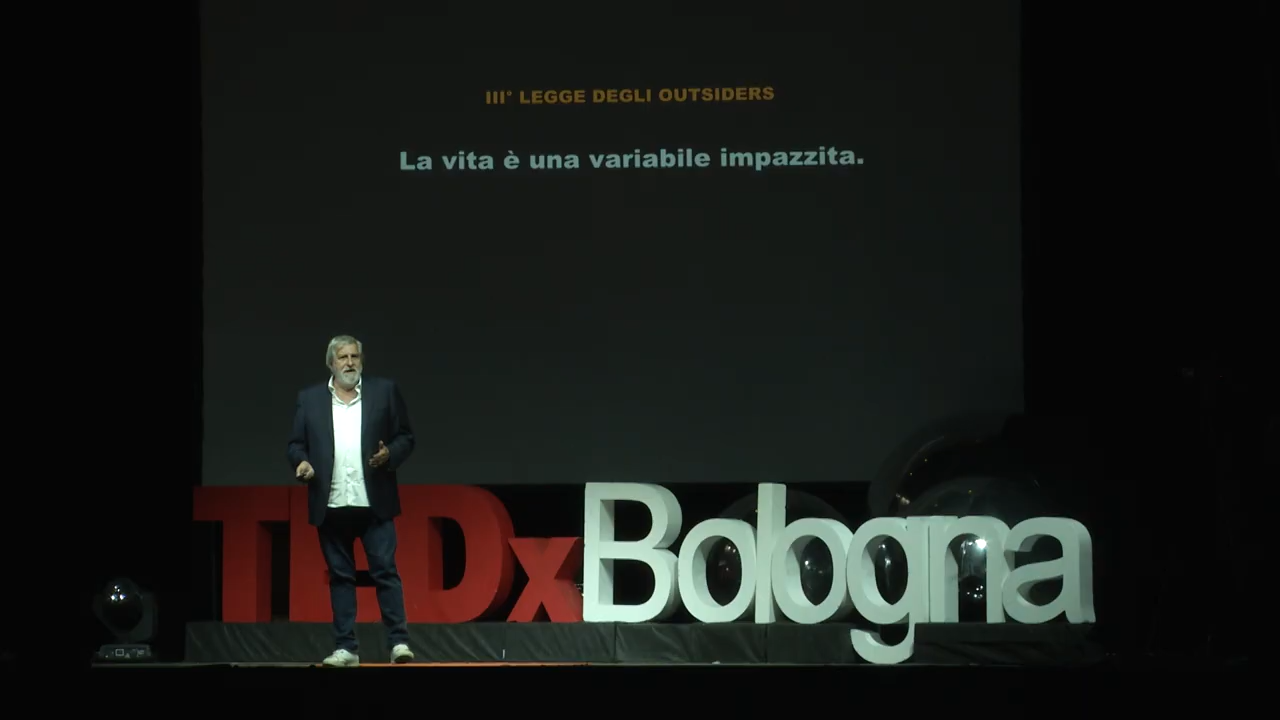 III° LEGGE DEGLI OUTSIDERS
La vita è una variabile impazzita.
TEDxBologna